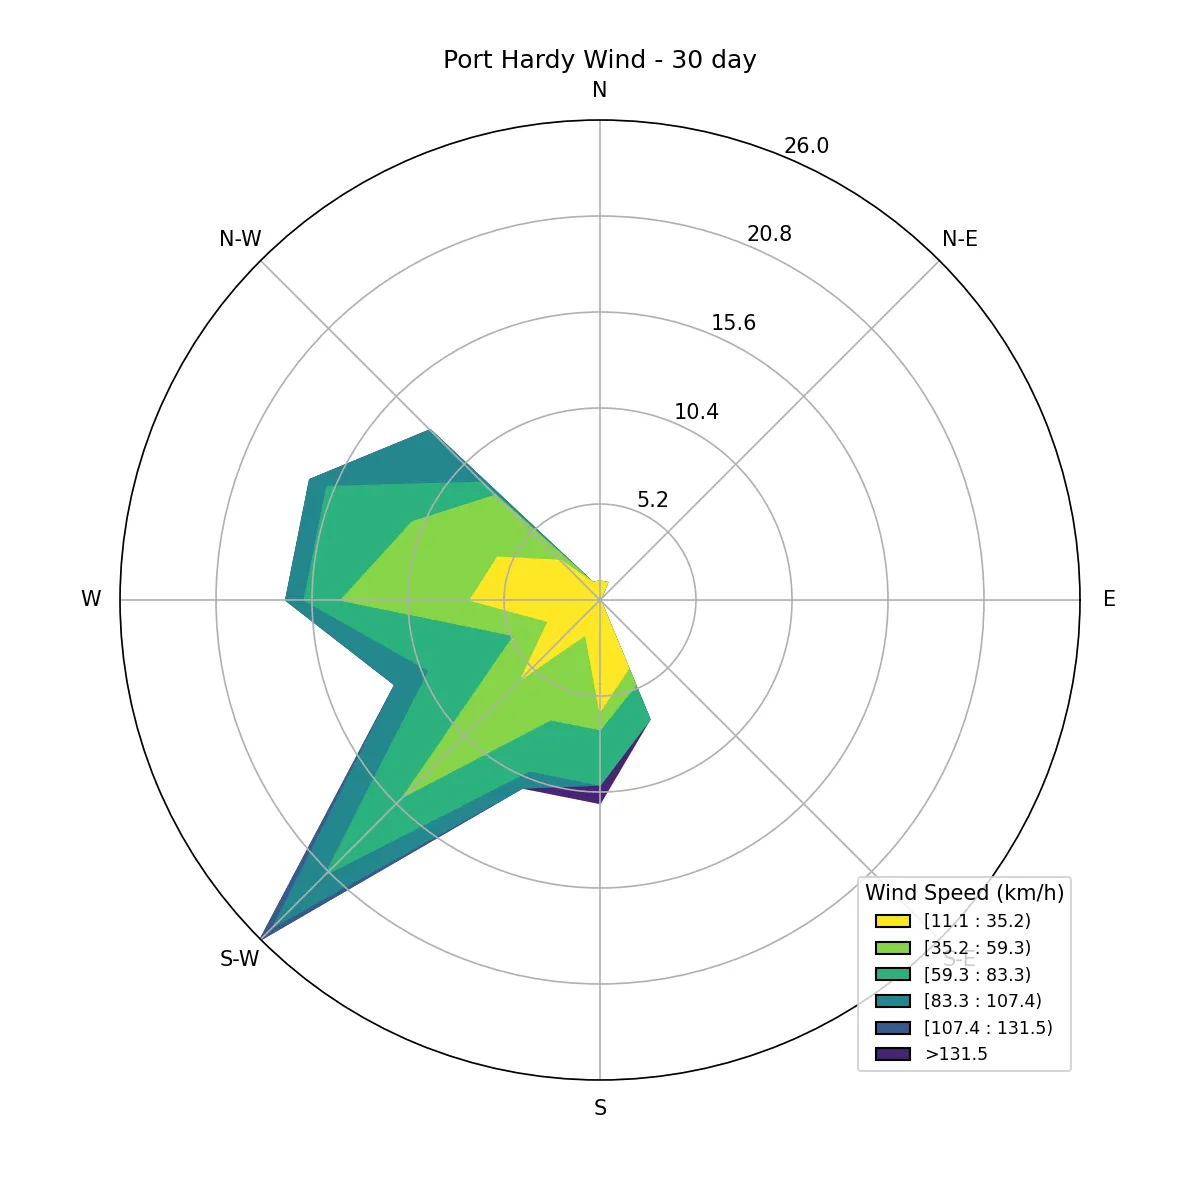 Port Hardy Wind - 30 day
N
26.0
N-W
N-E
20.8
15.6
10.4
5.2
W
E
S-W
S-E
Wind Speed (km/h)
[11.1 : 35.2)
[35.2 : 59.3)
[59.3 : 83.3)
[83.3 : 107.4)
[107.4 : 131.5)
>131.5
S